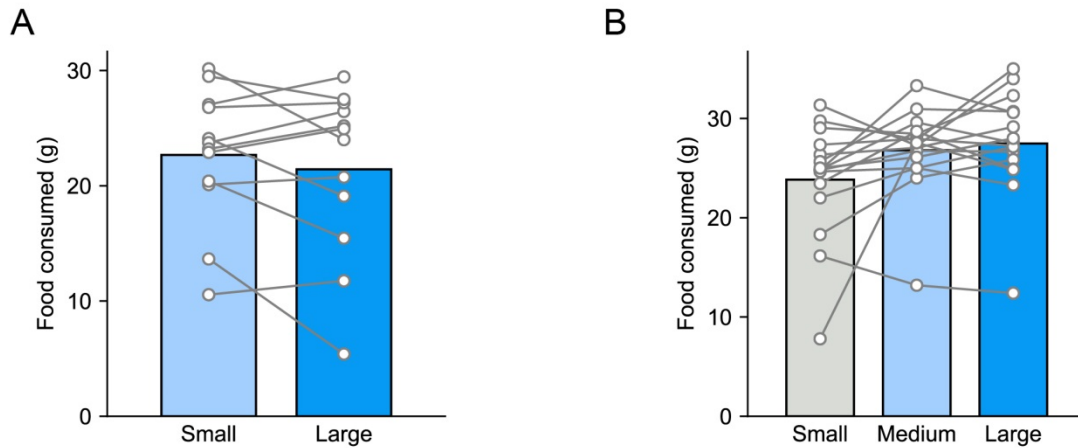 A
Food consumed (g)
30
20
10
0
Small Large
B
Food consumed (g)
30
20
10
0
Small Medium Large